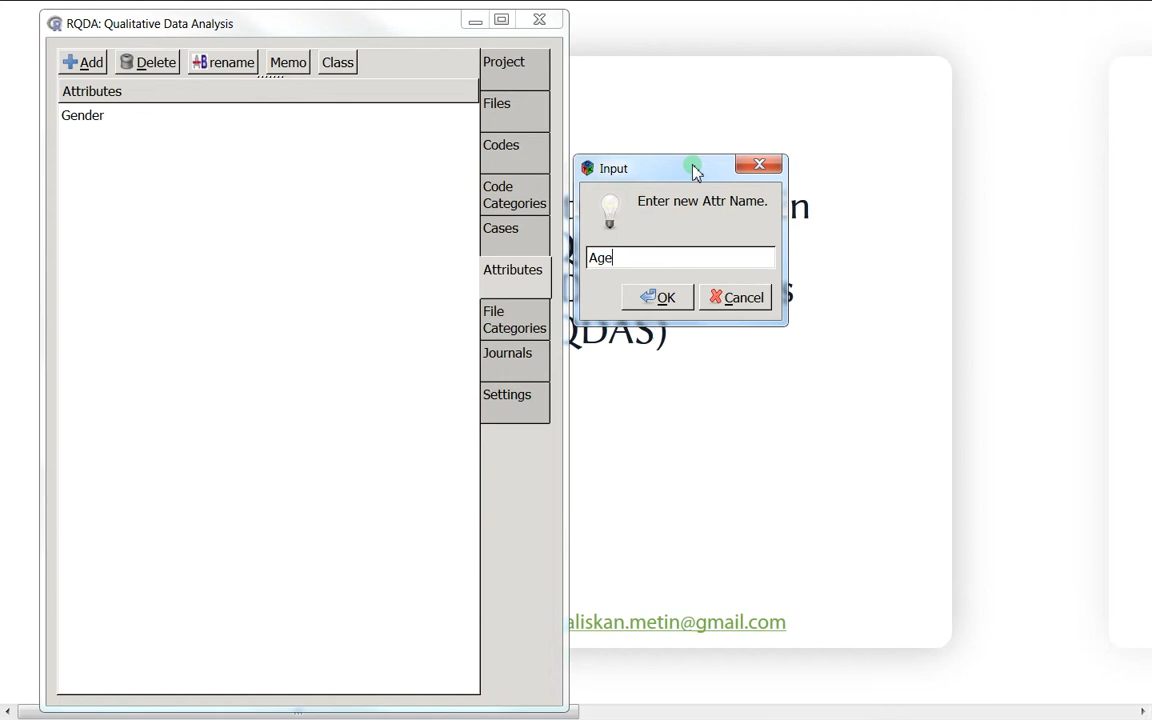 RQDA: Qualitative Data Analysis
Add
Delete
rename
Memo
Class
Attributes
Gender
Project
Files
Codes
Code
Categories
Cases
Attributes
File
Categories
Journals
Settings
Input
Enter new Attr Name.
Age
OK
Cancel
n
s
QDAS)
aliskan.metin@gmail.com